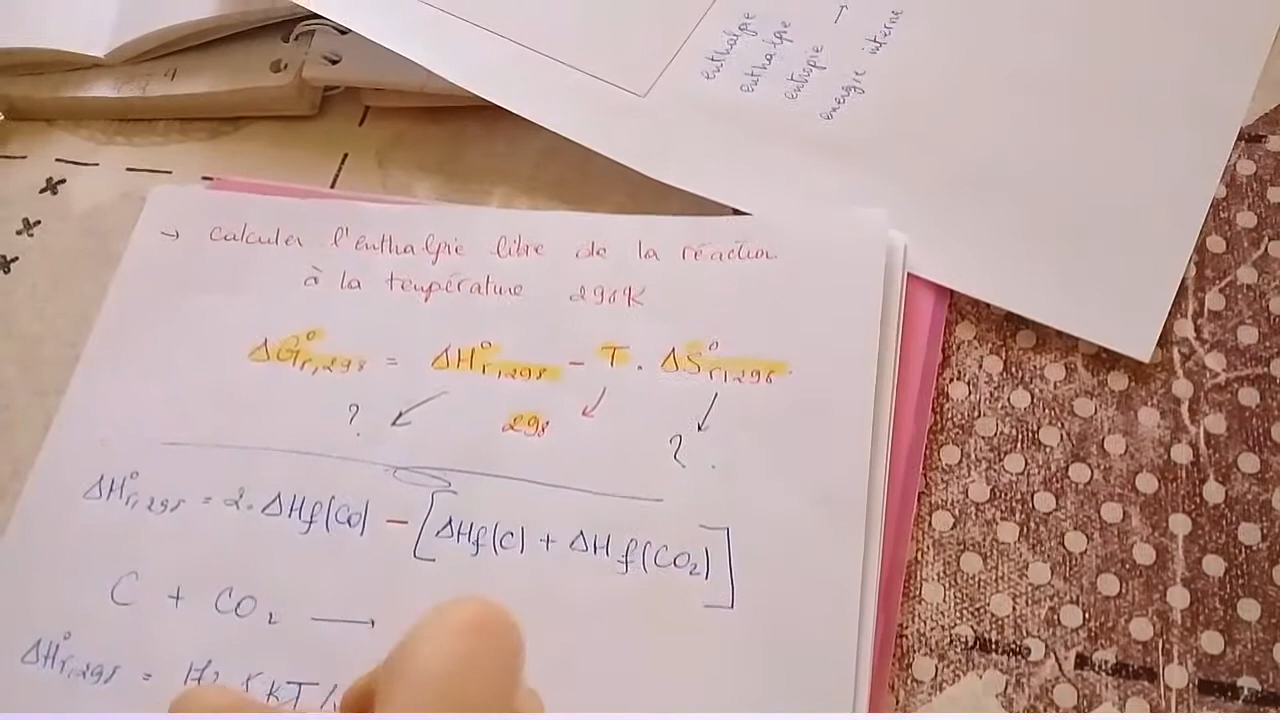 enthalpie
enthalpie
entropie →
energie interne
→ calculer l'enthalpie libre de la réaction
à la température 298K
ΔG°r,298 = ΔH°r,298 - T . ΔS°r,298
? 298 ? .
ΔH°r,298 = 2. ΔHf(CO) - [ΔHf(C) + ΔHf(CO₂)]
C + CO₂ →
ΔH°r,298 =